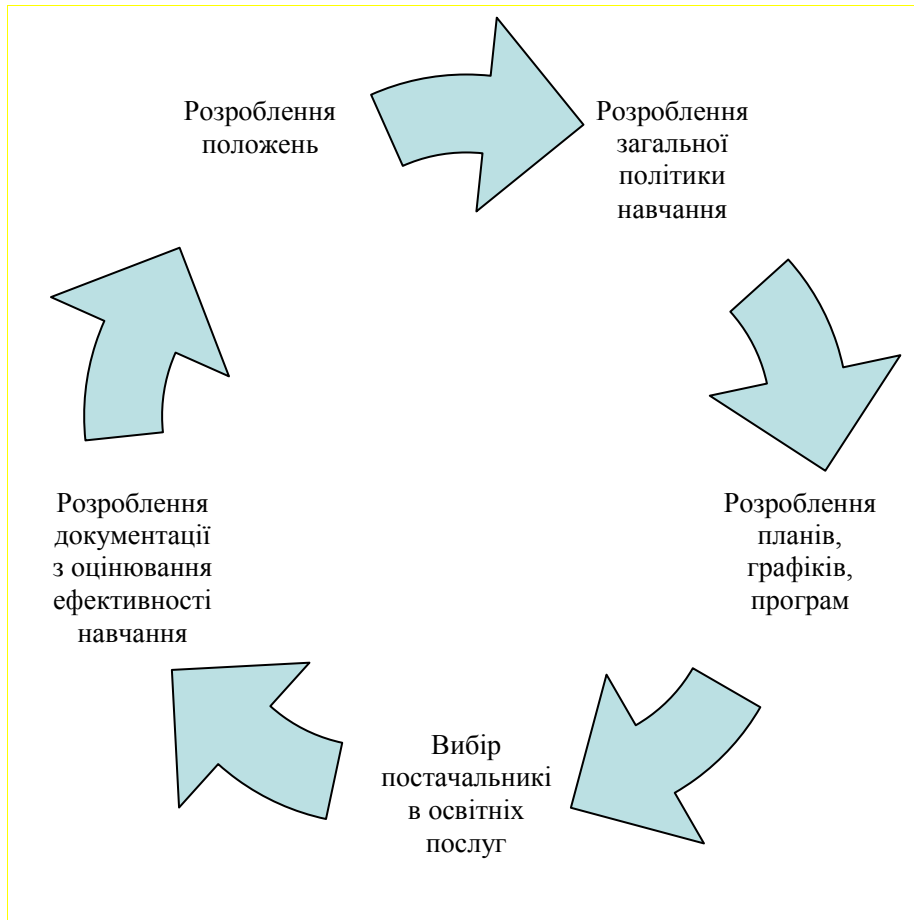 Розроблення
положень
Розроблення
загальної
політики
навчання
Розроблення
планів,
графіків,
програм
Вибір
постачальникі
в освітніх
послуг
Розроблення
документації
з оцінювання
ефективності
навчання